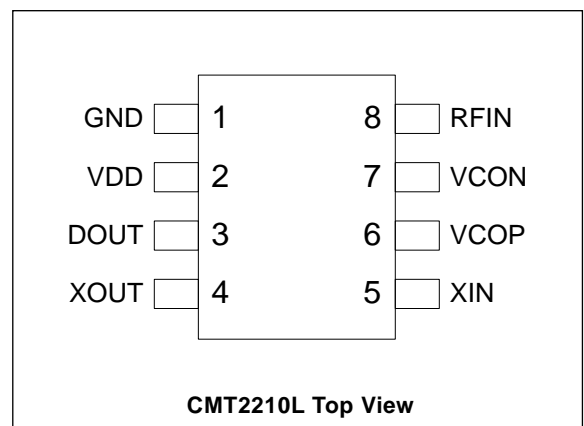 GND 1 8 RFIN
VDD 2 7 VCON
DOUT 3 6 VCOP
XOUT 4 5 XIN
CMT2210L Top View